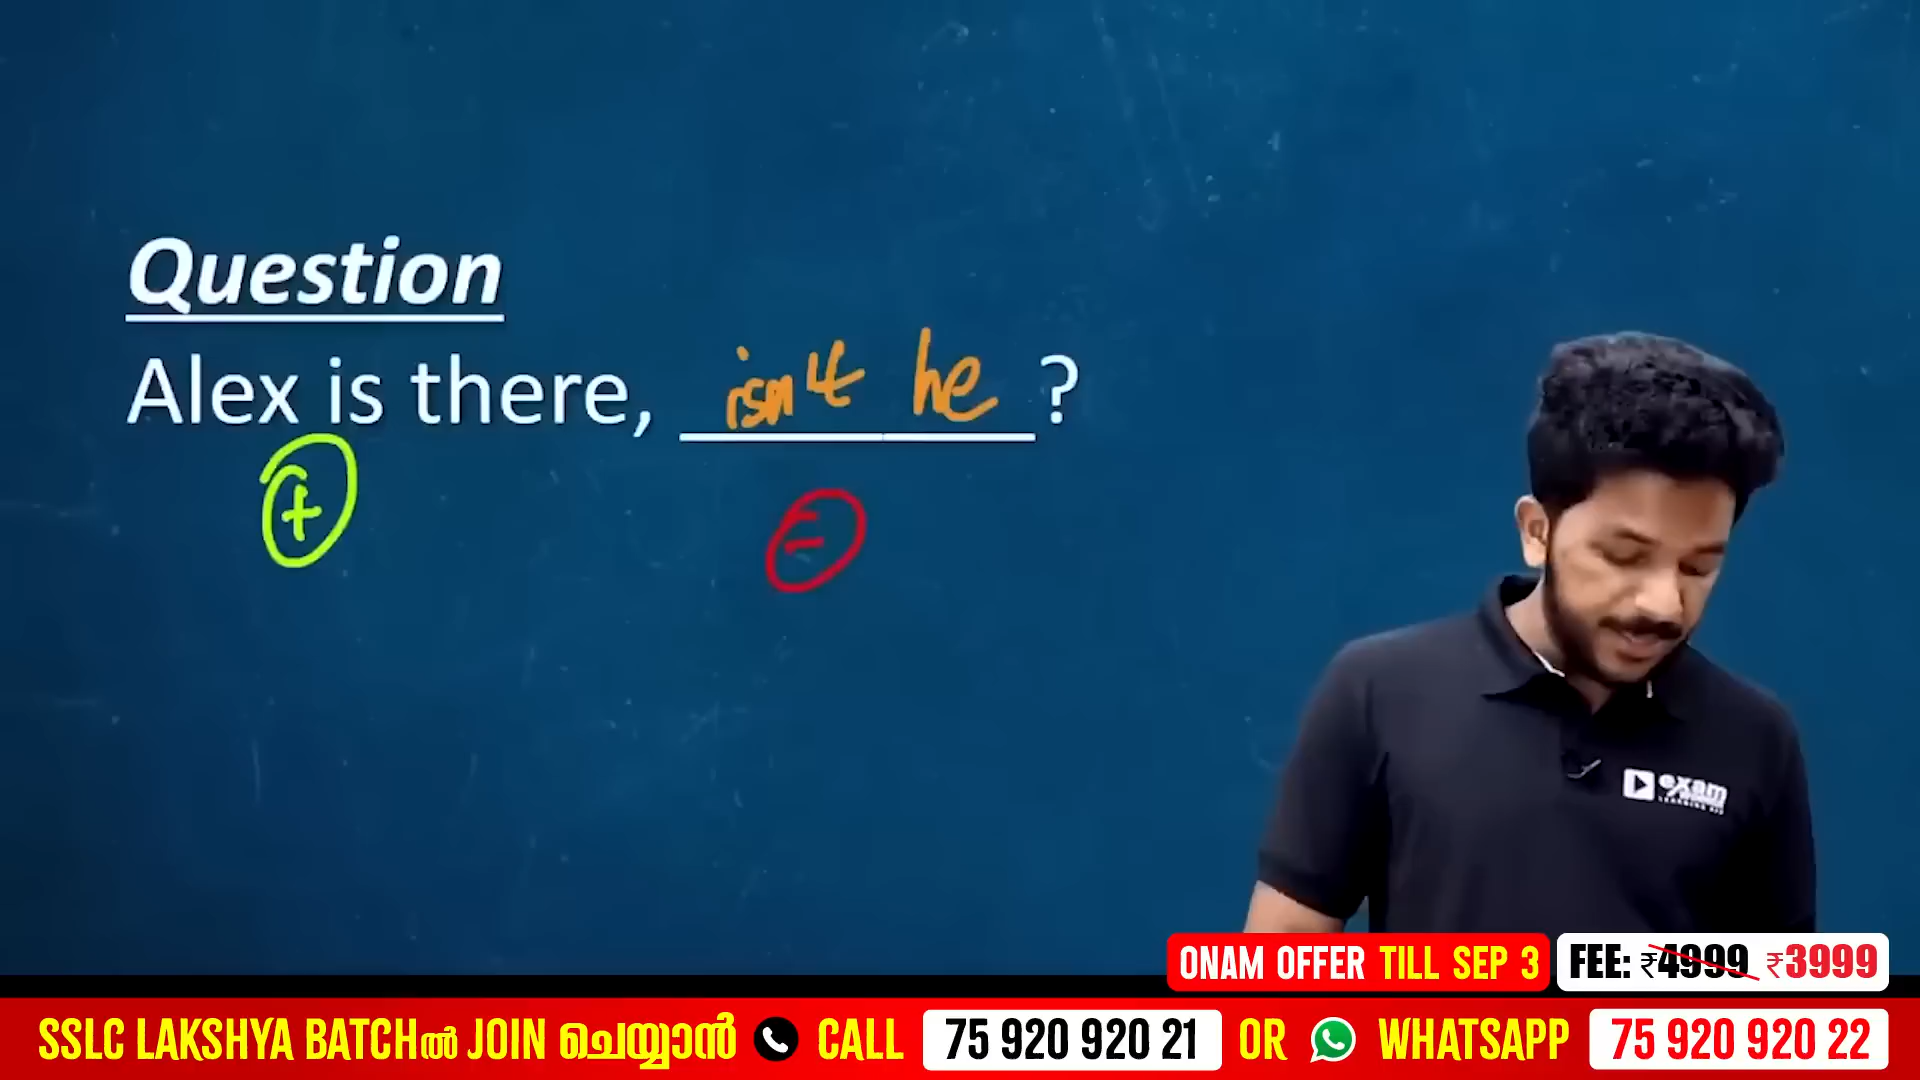 Question
Alex is there, isn't he ?
+
-
exam
ONAM OFFER TILL SEP 3 FEE: ₹4999 ₹3999
SSLC LAKSHYA BATCHൽ JOIN ചെയ്യാൻ CALL 75 920 920 21 OR WHATSAPP 75 920 920 22